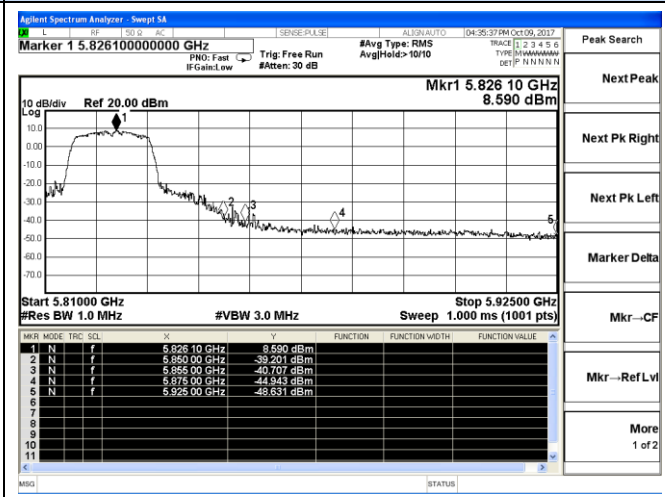 Agilent Spectrum Analyzer - Swept SA
L RF 50 Ω AC SENSE:PULSE ALIGN AUTO 04:35:37 PM Oct 09, 2017
Marker 1 5.826100000000 GHz
PNO: Fast
IFGain:Low
Trig: Free Run
#Atten: 30 dB
#Avg Type: RMS
Avg|Hold:>10/10
TRACE 1 2 3 4 5 6
TYPE M W W W W W
DET P N N N N N
Peak Search
Mkr1 5.826 10 GHz
8.590 dBm
10 dB/div Ref 20.00 dBm
Log
10.0
0.00
-10.0
-20.0
-30.0
-40.0
-50.0
-60.0
-70.0
1
2
3
4
5
Start 5.81000 GHz Stop 5.92500 GHz
#Res BW 1.0 MHz #VBW 3.0 MHz Sweep 1.000 ms (1001 pts)
MKR MODE TRC SCL X Y FUNCTION FUNCTION WIDTH FUNCTION VALUE
1 N f 5.826 10 GHz 8.590 dBm
2 N f 5.850 00 GHz -39.201 dBm
3 N f 5.855 00 GHz -40.707 dBm
4 N f 5.875 00 GHz -44.943 dBm
5 N f 5.925 00 GHz -48.631 dBm
6
7
8
9
10
11
MSG STATUS
Next Peak
Next Pk Right
Next Pk Left
Marker Delta
Mkr→CF
Mkr→Ref Lvl
More
1 of 2